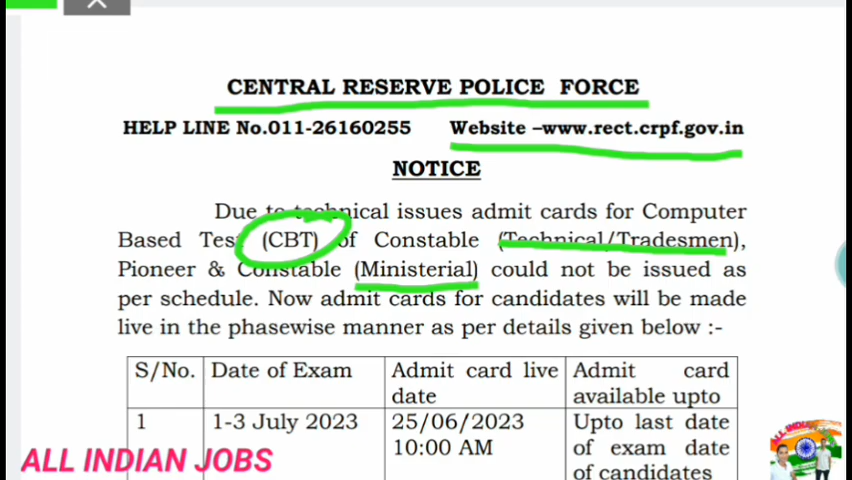 CENTRAL RESERVE POLICE FORCE
HELP LINE No.011-26160255 Website –www.rect.crpf.gov.in
NOTICE
Due to technical issues admit cards for Computer
Based Test (CBT) of Constable (Technical/Tradesmen),
Pioneer & Constable (Ministerial) could not be issued as
per schedule. Now admit cards for candidates will be made
live in the phasewise manner as per details given below :-
S/No. Date of Exam Admit card live date Admit card available upto
1 1-3 July 2023 25/06/2023 10:00 AM Upto last date of exam date of candidates
ALL INDIAN JOBS
ALL INDIAN JOBS